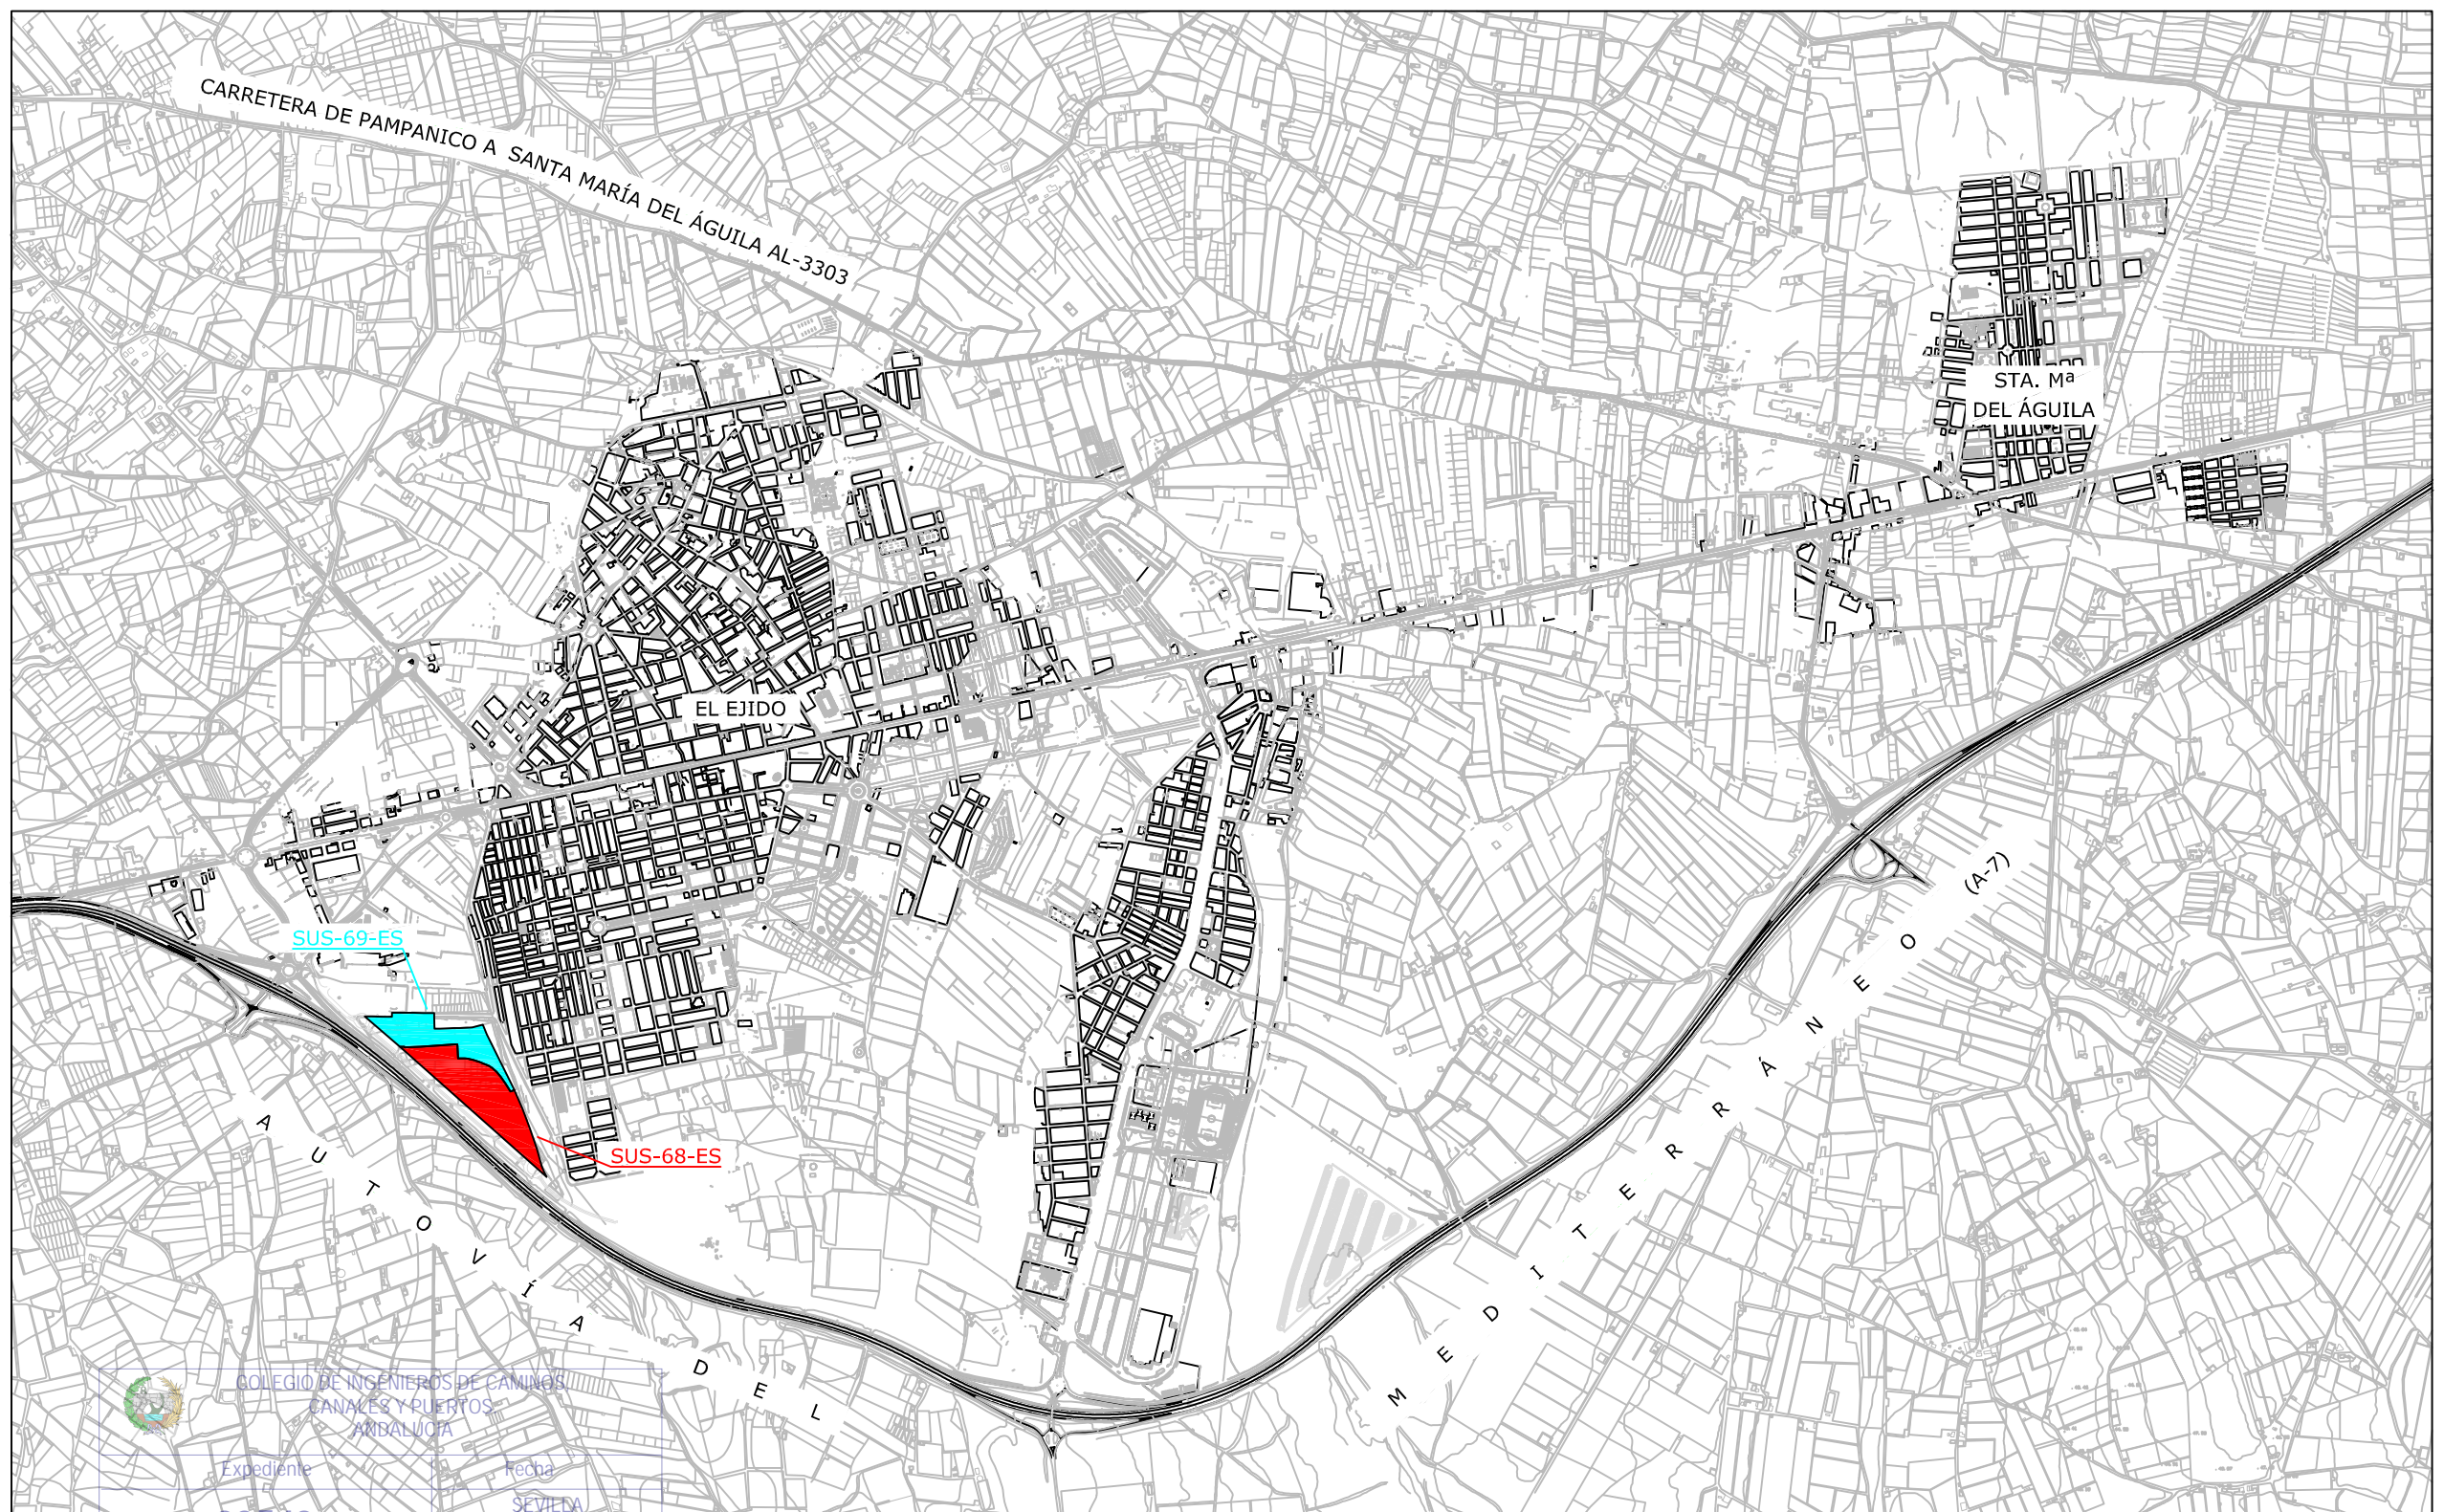 CARRETERA DE PAMPANICO A SANTA MARÍA DEL ÁGUILA AL-3303
STA. Mª
DEL ÁGUILA
EL EJIDO
(A-7)
SUS-69-ES
SUS-68-ES
AUTOVÍA DEL MEDITERRÁNEO
COLEGIO DE INGENIEROS DE CAMINOS,
CANALES Y PUERTOS.
ANDALUCÍA
Expediente
Fecha
SEVILLA